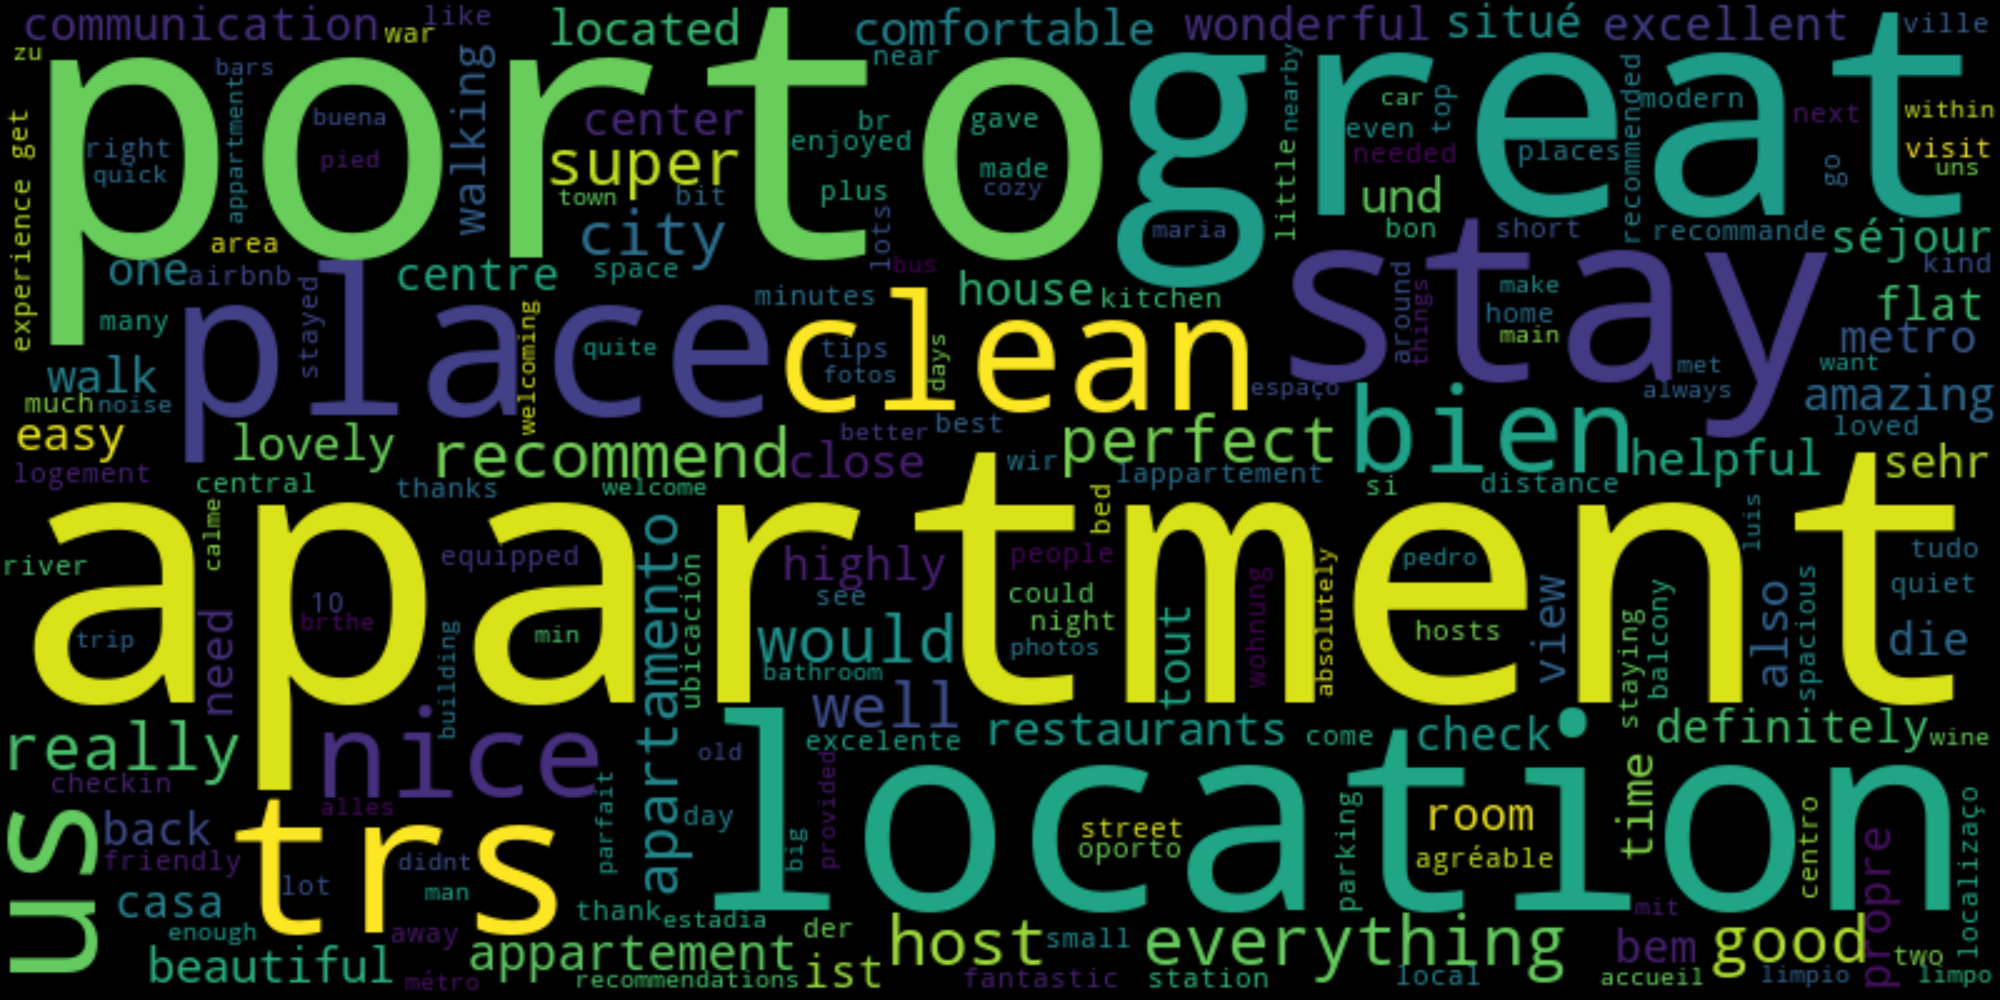 communication
war
like
located
comfortable
wonderful
situé
excellent
ville
zu
bars
near
porto
great
experience get
right
quick
appartment
buena
pied
walking
center
super
town
bit
br
enjoyed
plus
gave
made
cozy
nearby
little
car
top
even
needed
und
bon
places
recommended
modern
next
within
visit
uns
go
area
city
lots
maria
short
recommande
séjour
one
airbnb
centre
space
bus
kind
many
stayed
place
welcoming
quite
minutes
clean
tips
fotos
days
house
kitchen
stay
around
things
make
home
main
flat
metro
met
want
always
amazing
loved
walk
much
noise
easy
lovely
recommend
close
better
best
espaço
perfect
bien
helpful
sehr
logement
central
thanks
welcome
wir
lappartement
si
distance
apartment
calme
river
equipped
apartamento
ubicación
highly
see
people
bed
could
night
photos
wohnung
absolutely
pedro
hosts
luis
tudo
quiet
trip
10
brthe
min
need
building
would
bathroom
tout
view
staying
balcony
also
spacious
die
well
really
nice
excelente
restaurants
come
check
definitely
wine
checkin
alles
old
provided
location
us
back
friendly
trs
parfait
day
big
street
oporto
parking
room
agréable
time
centro
propre
localizaço
casa
lot
didnt
man
thank
estadia
enough
away
der
mit
beautiful
métro
appartement
recommendations
ist
host
small
fantastic
everything
station
local
bem
accueil
good
limpio
two
limpo